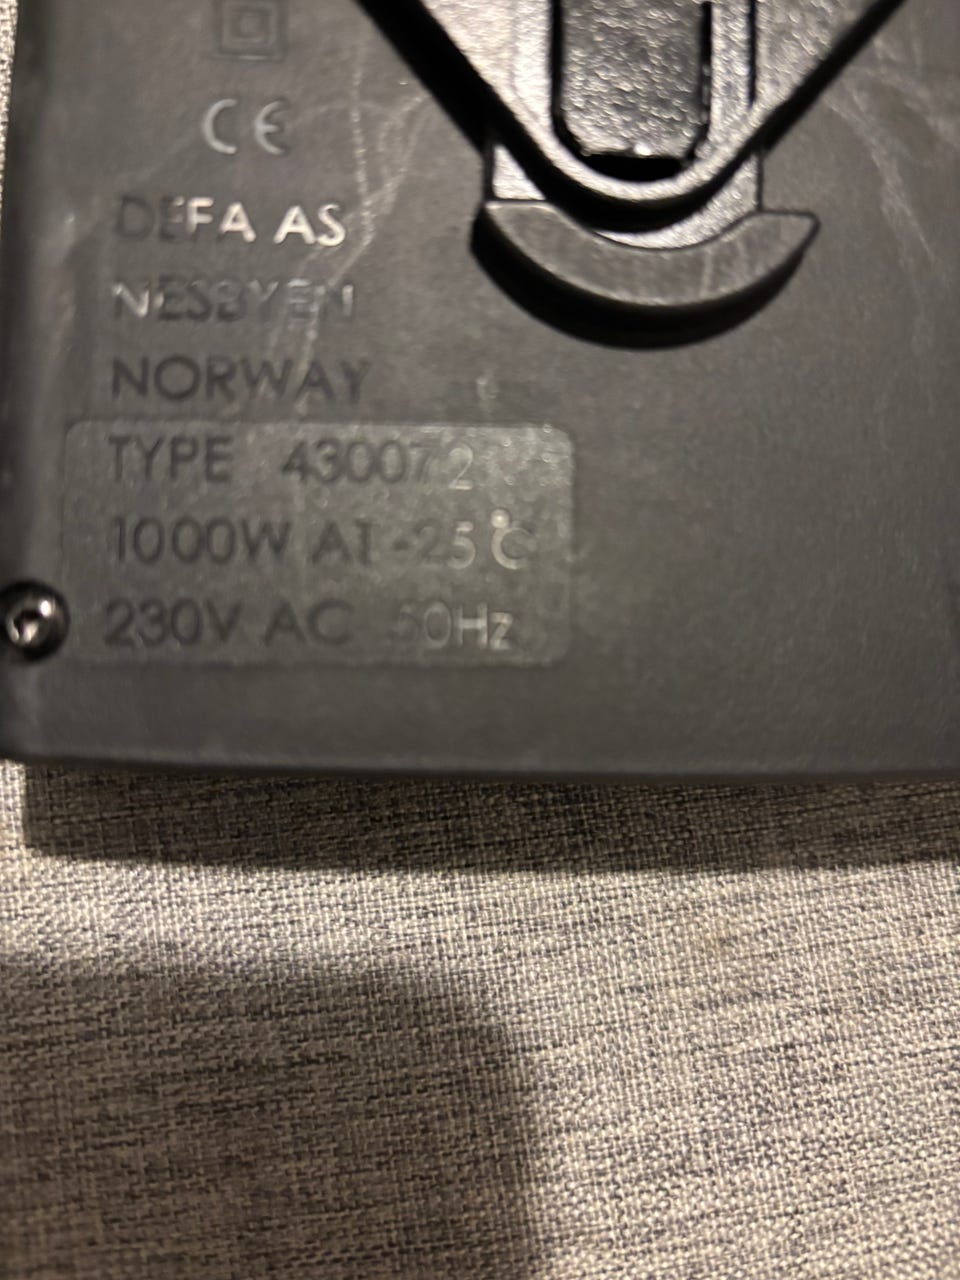 CE
DEFA AS
NESBYEN
NORWAY
TYPE 430072
1000W AT -25°C
230V AC 50Hz